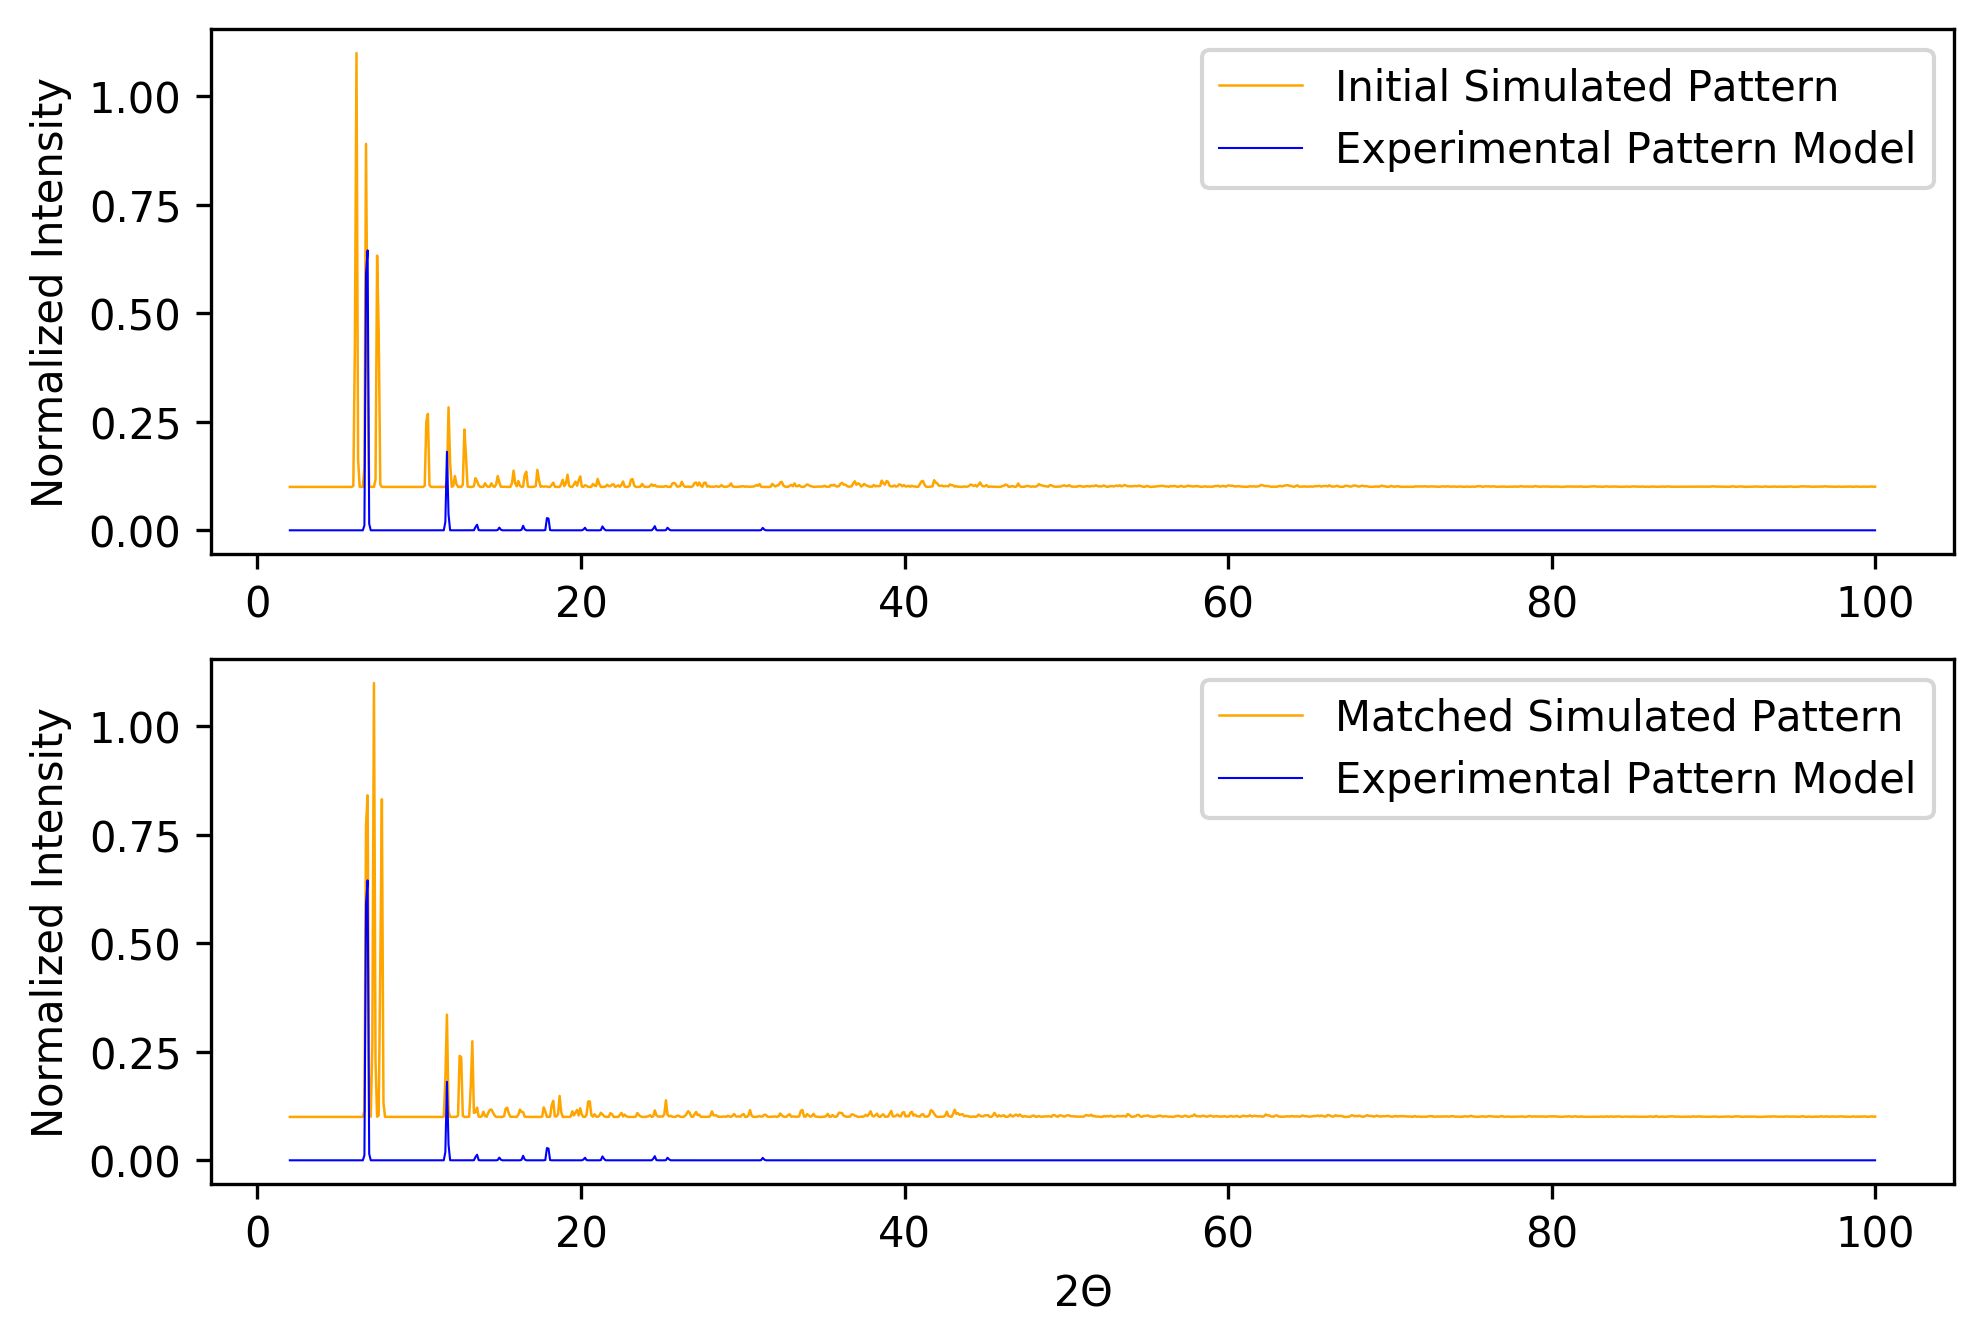 Normalized Intensity
1.00
0.75
0.50
0.25
0.00
Initial Simulated Pattern
Experimental Pattern Model
0 20 40 60 80 100
Normalized Intensity
1.00
0.75
0.50
0.25
0.00
Matched Simulated Pattern
Experimental Pattern Model
0 20 40 60 80 100
2Θ